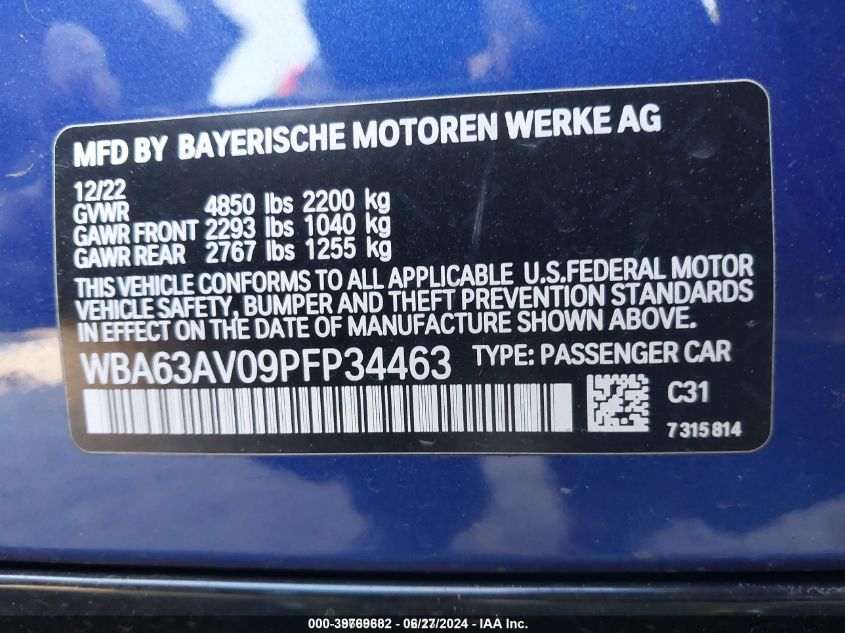 MFD BY BAYERISCHE MOTOREN WERKE AG
12/22
GVWR 4850 lbs 2200 kg
GAWR FRONT 2293 lbs 1040 kg
GAWR REAR 2767 lbs 1255 kg
THIS VEHICLE CONFORMS TO ALL APPLICABLE U.S.FEDERAL MOTOR
VEHICLE SAFETY, BUMPER AND THEFT PREVENTION STANDARDS
IN EFFECT ON THE DATE OF MANUFACTURE SHOWN ABOVE.
WBA63AV09PFP34463 TYPE: PASSENGER CAR
C31
7 315 814
000-39769682 - 06/27/2024 - IAA Inc.